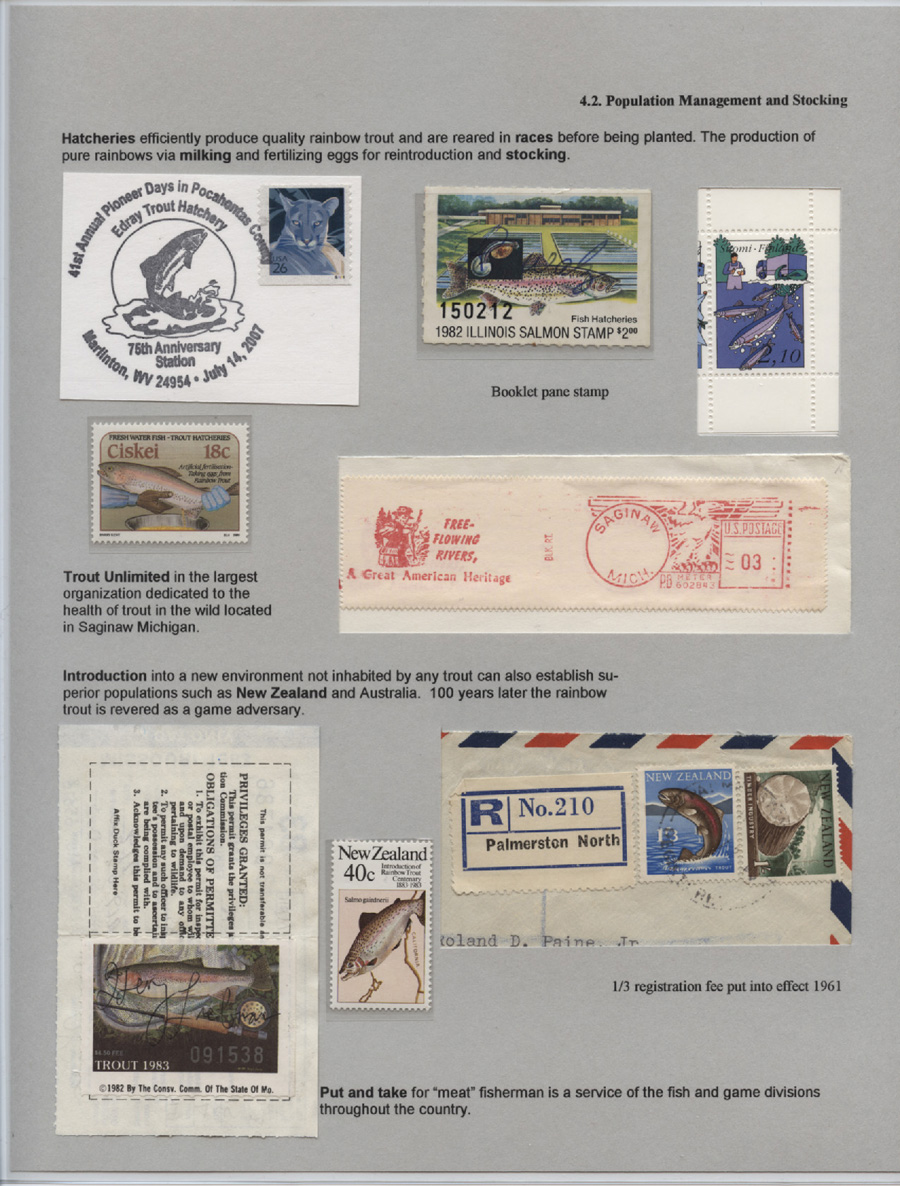 4.2. Population Management and Stocking
Hatcheries efficiently produce quality rainbow trout and are reared in races before being planted. The production of
pure rainbows via milking and fertilizing eggs for reintroduction and stocking.
41st Annual Pioneer Days in Pocahontas County
Edray Trout Hatchery
75th Anniversary
Station
Marlinton, WV 24954 • July 14, 2007
USA
26
150212
Fish Hatcheries
1982 ILLINOIS SALMON STAMP $2.00
Booklet pane stamp
Suomi · Finland
2,10
FRESH WATER FISH - TROUT HATCHERIES
Ciskei 18c
Artificial fertilisation-
Taking eggs from
Rainbow Trout
FREE-
FLOWING
RIVERS,
A Great American Heritage
SAGINAW
MICH.
U.S. POSTAGE
03
PB METER
602843
Trout Unlimited in the largest
organization dedicated to the
health of trout in the wild located
in Saginaw Michigan.
Introduction into a new environment not inhabited by any trout can also establish su-
perior populations such as New Zealand and Australia. 100 years later the rainbow
trout is revered as a game adversary.
This permit is not transferable as
PRIVILEGES GRANTED:
This permit grants the privileges a
tion Commission.
OBLIGATIONS OF PERMITTE
1. To exhibit this permit for inspec
or postal employee to whom wi
and upon demand to any offi
pertaining to wildlife.
2. To permit any such officer to insp
tee's possession and to ascertain
are being complied with.
3. Acknowledges this permit to be
Affix Duck Stamp Here
091538
TROUT 1983
©1982 By The Consv. Comm. Of The State Of Mo.
New Zealand
40c
Introduction of
Rainbow Trout
Centenary
1883·1983
Salmo gairdnerii
CALIFORNIA
R No.210
Palmerston North
NEW ZEALAND
1/3
NEW ZEALAND
TIMBER INDUSTRY
Roland D. Paine, Jr
1/3 registration fee put into effect 1961
Put and take for "meat" fisherman is a service of the fish and game divisions
throughout the country.